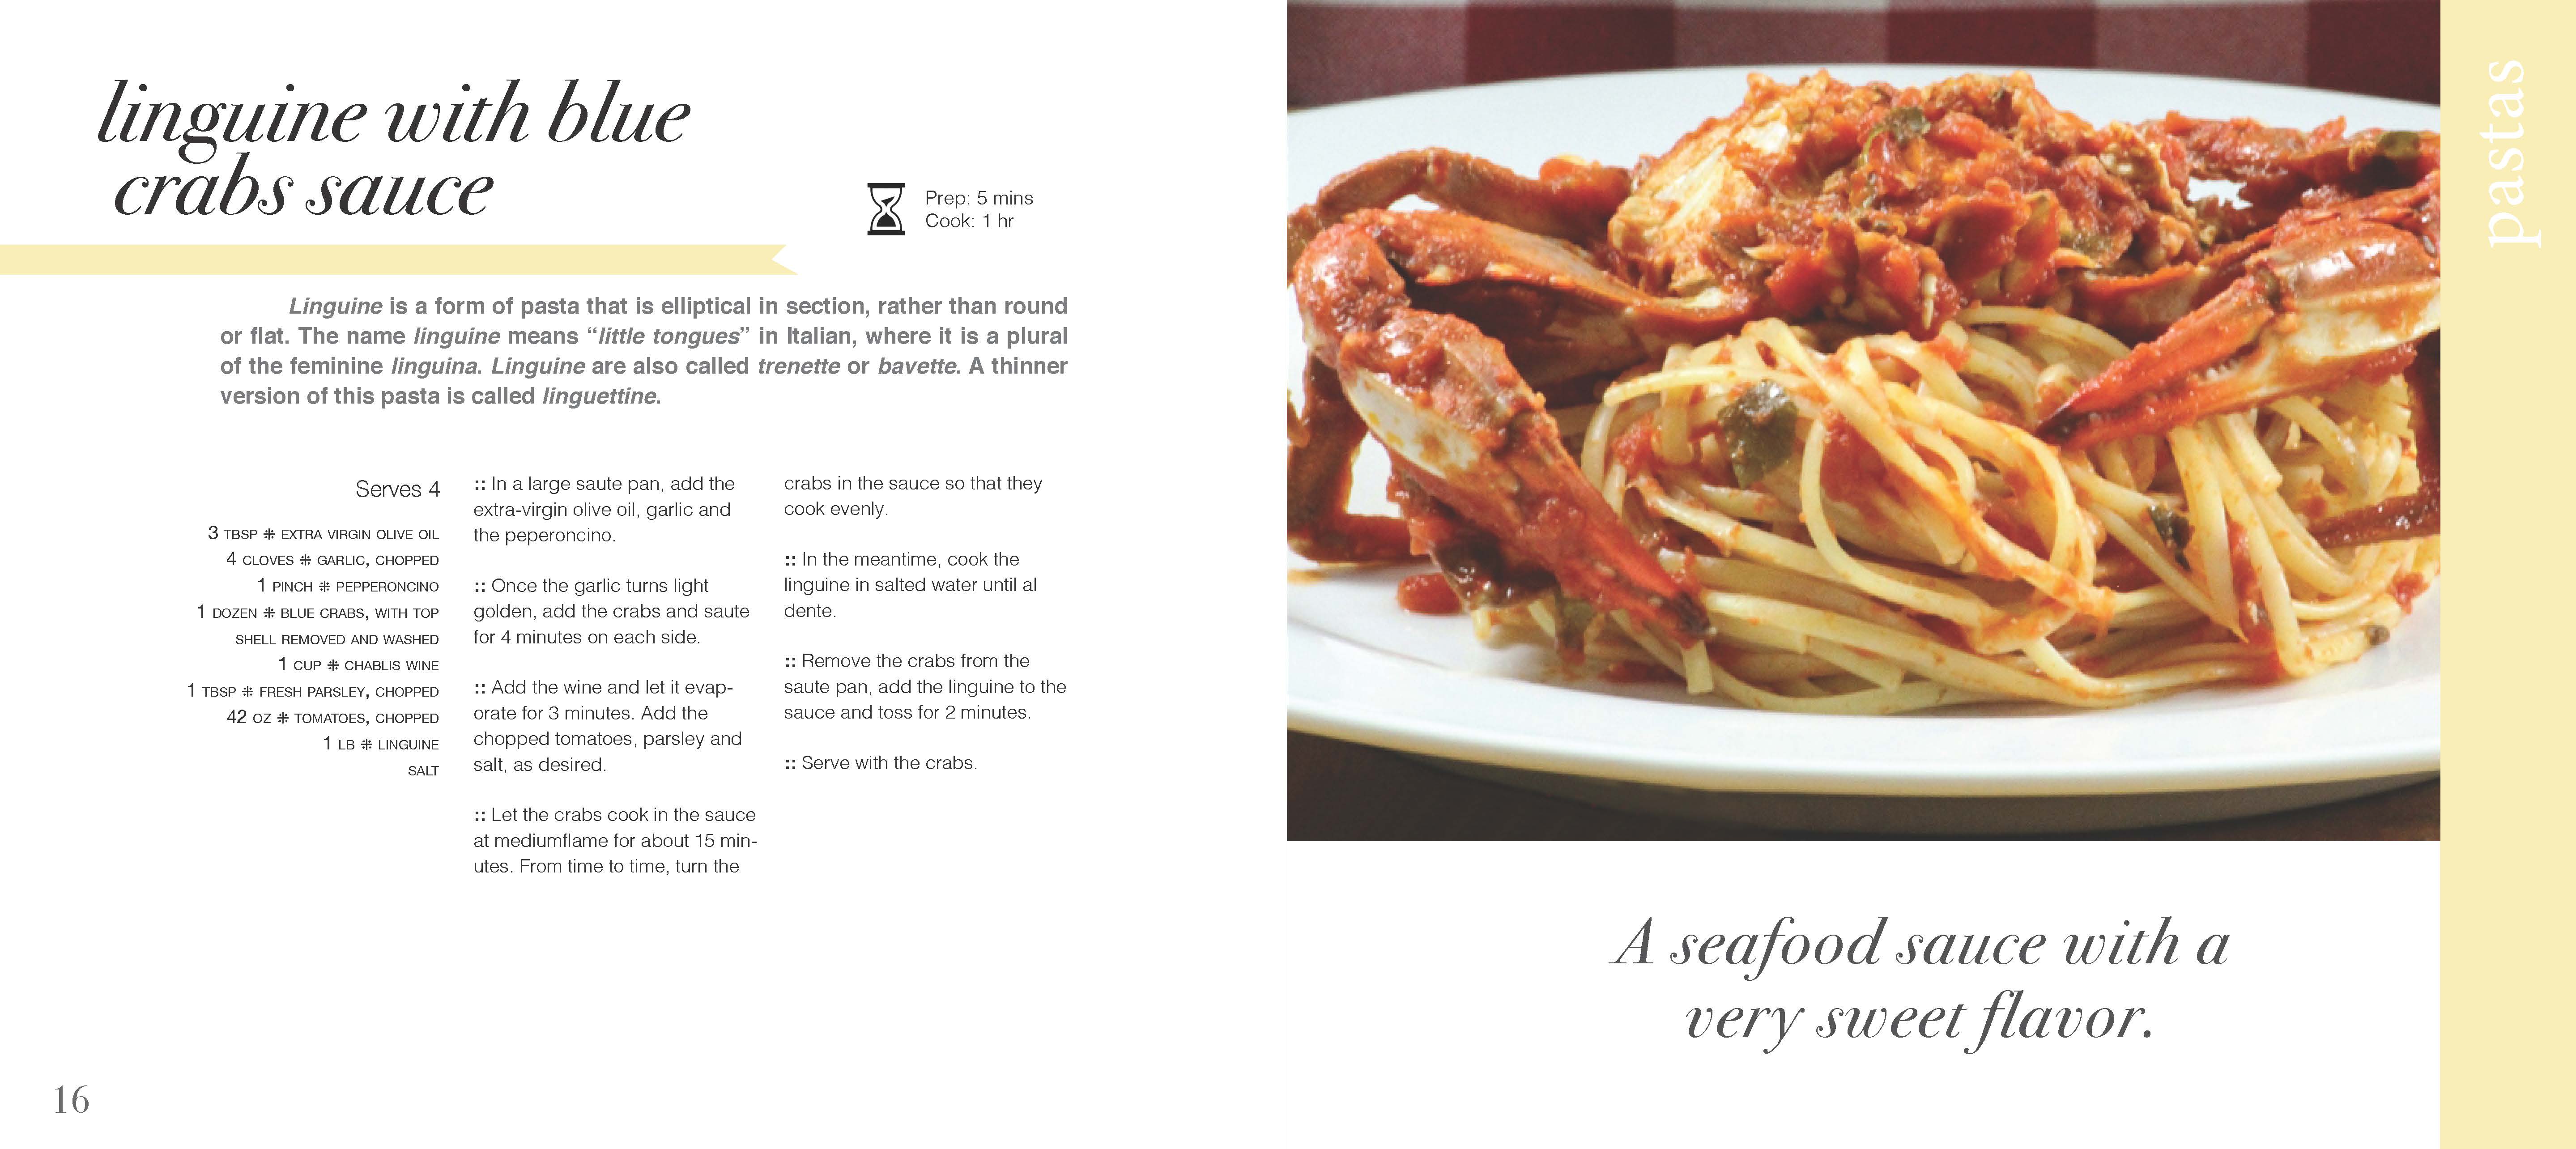 linguine with blue
crabs sauce
Prep: 5 mins
Cook: 1 hr
Linguine is a form of pasta that is elliptical in section, rather than round
or flat. The name linguine means “little tongues” in Italian, where it is a plural
of the feminine linguina. Linguine are also called trenette or bavette. A thinner
version of this pasta is called linguettine.
Serves 4
3 TBSP ⁜ EXTRA VIRGIN OLIVE OIL
4 CLOVES ⁜ GARLIC, CHOPPED
1 PINCH ⁜ PEPPERONCINO
1 DOZEN ⁜ BLUE CRABS, WITH TOP
SHELL REMOVED AND WASHED
1 CUP ⁜ CHABLIS WINE
1 TBSP ⁜ FRESH PARSLEY, CHOPPED
42 OZ ⁜ TOMATOES, CHOPPED
1 LB ⁜ LINGUINE
SALT
:: In a large saute pan, add the
extra-virgin olive oil, garlic and
the peperoncino.
:: Once the garlic turns light
golden, add the crabs and saute
for 4 minutes on each side.
:: Add the wine and let it evap-
orate for 3 minutes. Add the
chopped tomatoes, parsley and
salt, as desired.
:: Let the crabs cook in the sauce
at mediumflame for about 15 min-
utes. From time to time, turn the
crabs in the sauce so that they
cook evenly.
:: In the meantime, cook the
linguine in salted water until al
dente.
:: Remove the crabs from the
saute pan, add the linguine to the
sauce and toss for 2 minutes.
:: Serve with the crabs.
16
pastas
A seafood sauce with a
very sweet flavor.